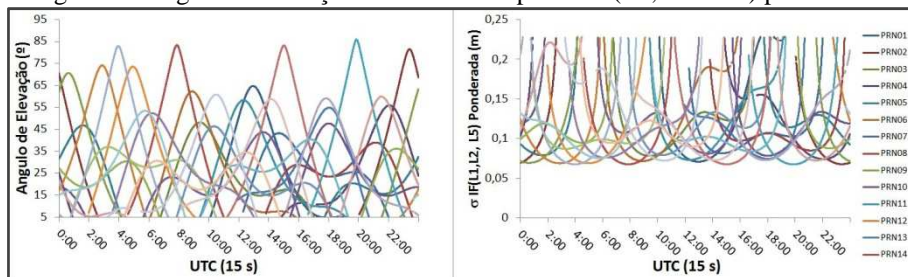 95
85
75
65
55
45
35
25
15
5
Angulo de Elevação (º)
0:00
2:00
4:00
6:00
8:00
10:00
12:00
14:00
16:00
18:00
20:00
22:00
UTC (15 s)
0,2
0,15
0,1
0,05
0
σ IF(L1,L2, L5) Ponderada (m)
0:00
2:00
4:00
6:00
8:00
10:00
12:00
14:00
16:00
18:00
20:00
22:00
UTC (15 s)
PRN01
PRN02
PRN03
PRN04
PRN05
PRN06
PRN07
PRN08
PRN09
PRN10
PRN11
PRN12
PRN13
PRN14